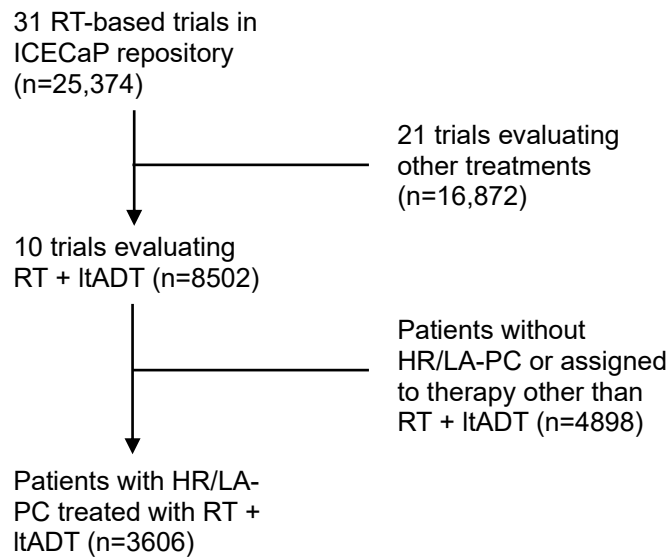 31 RT-based trials in
ICECaP repository
(n=25,374)
21 trials evaluating
other treatments
(n=16,872)
10 trials evaluating
RT + ltADT (n=8502)
Patients without
HR/LA-PC or assigned
to therapy other than
RT + ltADT (n=4898)
Patients with HR/LA-
PC treated with RT +
ltADT (n=3606)